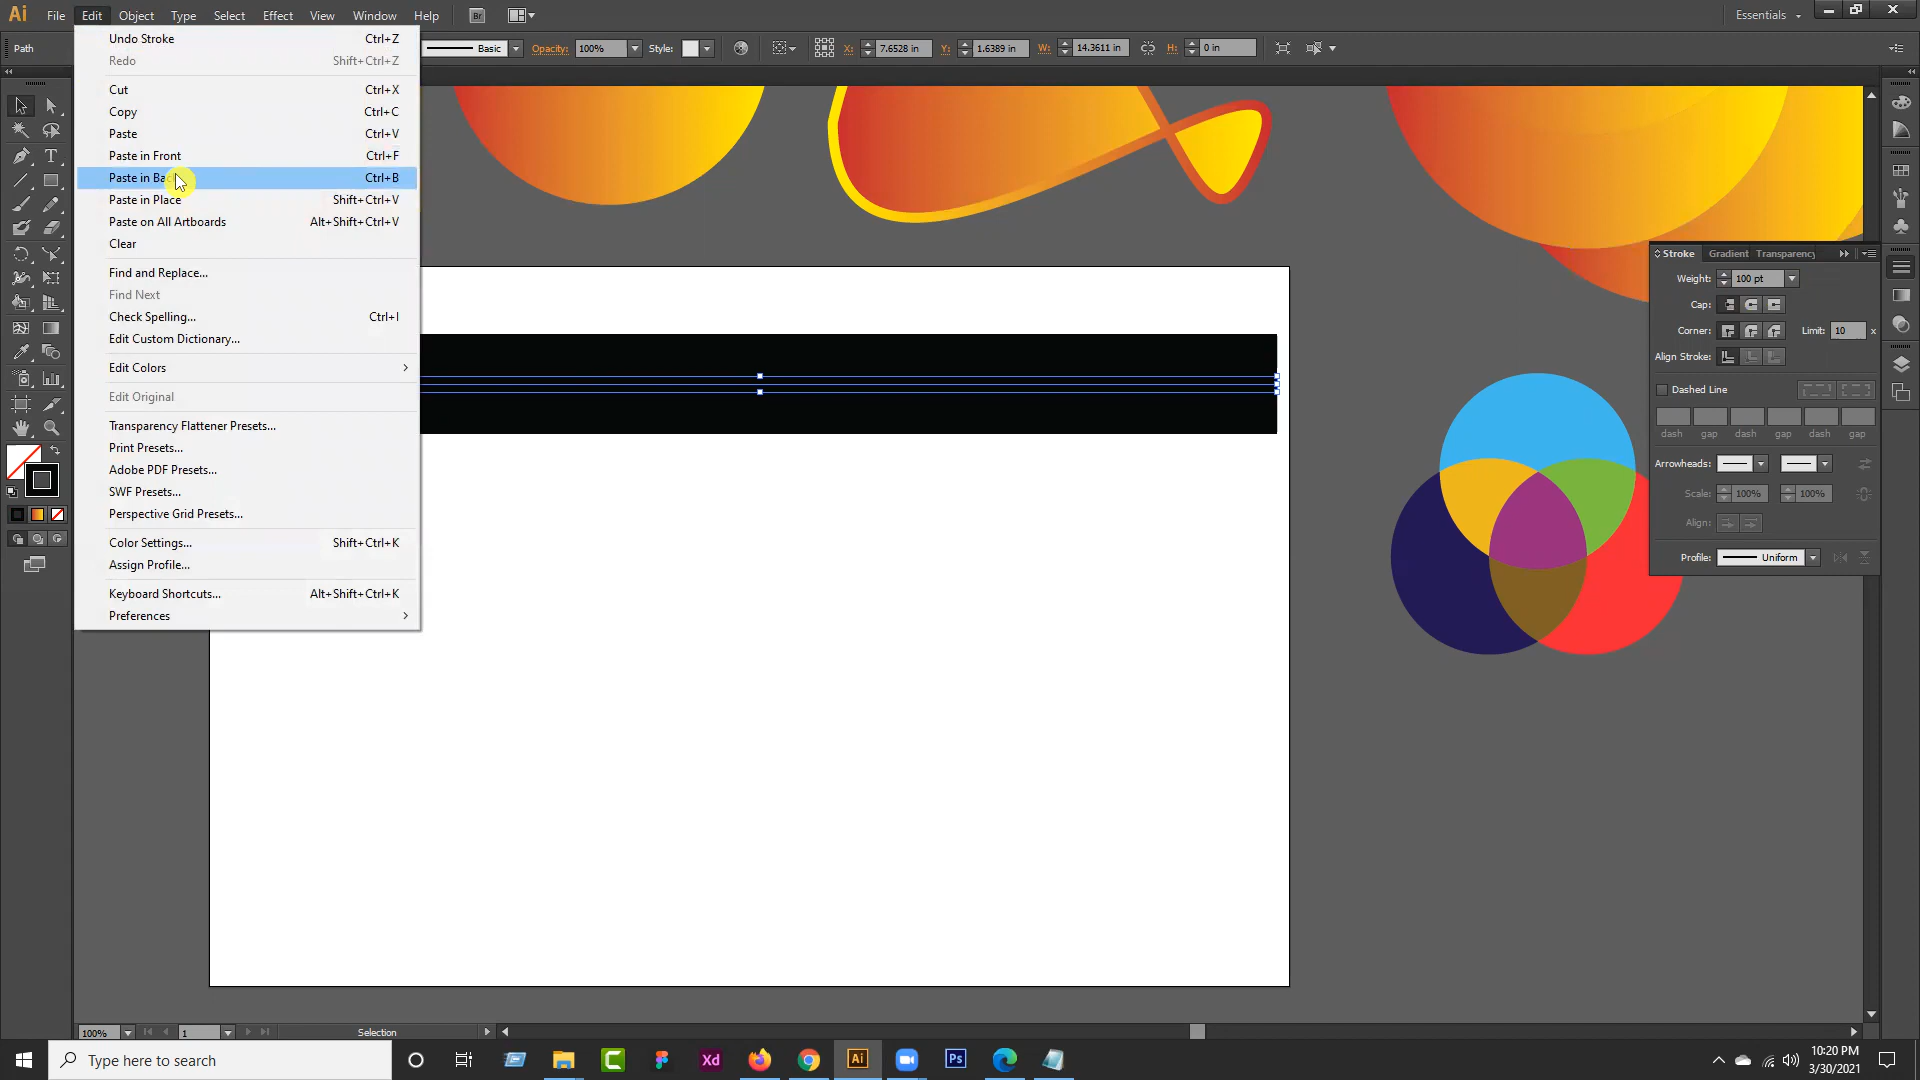 Ai File Edit Object Type Select Effect View Window Help Br Essentials
Path Basic Opacity: 100% Style: X: 7.6528 in Y: 1.6389 in W: 14.3611 in H: 0 in
Undo Stroke Ctrl+Z
Redo Shift+Ctrl+Z
Cut Ctrl+X
Copy Ctrl+C
Paste Ctrl+V
Paste in Front Ctrl+F
Paste in Ctrl+B
Paste in Place Shift+Ctrl+V
Paste on All Artboards Alt+Shift+Ctrl+V
Clear
Find and Replace...
Find Next
Check Spelling... Ctrl+I
Edit Custom Dictionary...
Edit Colors
Edit Original
Transparency Flattener Presets...
Print Presets...
Adobe PDF Presets...
SWF Presets...
Perspective Grid Presets...
Color Settings... Shift+Ctrl+K
Assign Profile...
Keyboard Shortcuts... Alt+Shift+Ctrl+K
Preferences
Stroke Gradient Transparency
Weight: 100 pt
Cap:
Corner: Limit: 10 x
Align Stroke:
Dashed Line
dash gap dash gap dash gap
Arrowheads:
Scale: 100% 100%
Align:
Profile: Uniform
100% 1 Selection
Type here to search Xd Ai Ps 10:20 PM
3/30/2021